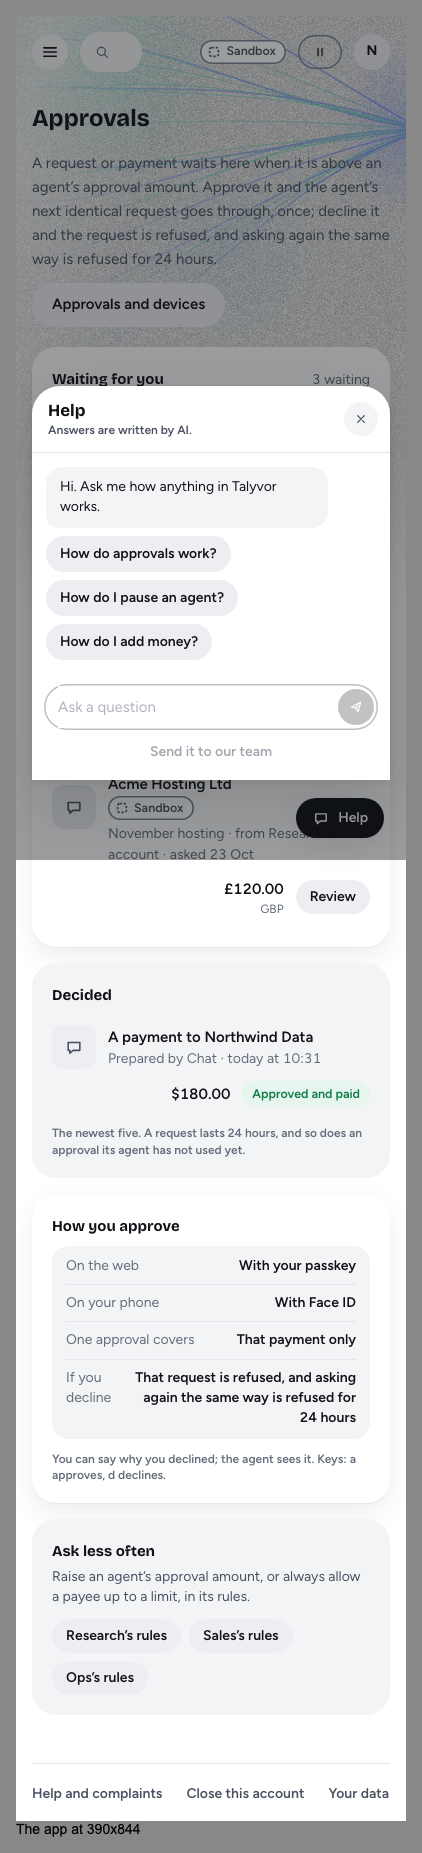 Sandbox
N
Approvals
A request or payment waits here when it is above an
agent's approval amount. Approve it and the agent's
next identical request goes through, once; decline it
and the request is refused, and asking again the same
way is refused for 24 hours.
Approvals and devices
Waiting for you
3 waiting
Help
Answers are written by AI.
Hi. Ask me how anything in Talyvor
works.
How do approvals work?
How do I pause an agent?
How do I add money?
Ask a question
Send it to our team
Acme Hosting Ltd
Sandbox
November hosting · from
account · asked 23 Oct
Help
£120.00
GBP
Review
Decided
A payment to Northwind Data
Prepared by Chat · today at 10:31
$180.00
Approved and paid
The newest five. A request lasts 24 hours, and so does an
approval its agent has not used yet.
How you approve
On the web
With your passkey
On your phone
With Face ID
One approval covers
That payment only
If you
decline
That request is refused, and asking
again the same way is refused for
24 hours
You can say why you declined; the agent sees it. Keys: a
approves, d declines.
Ask less often
Raise an agent's approval amount, or always allow
a payee up to a limit, in its rules.
Research's rules
Sales's rules
Ops's rules
Help and complaints
Close this account
Your data
The app at 390x844